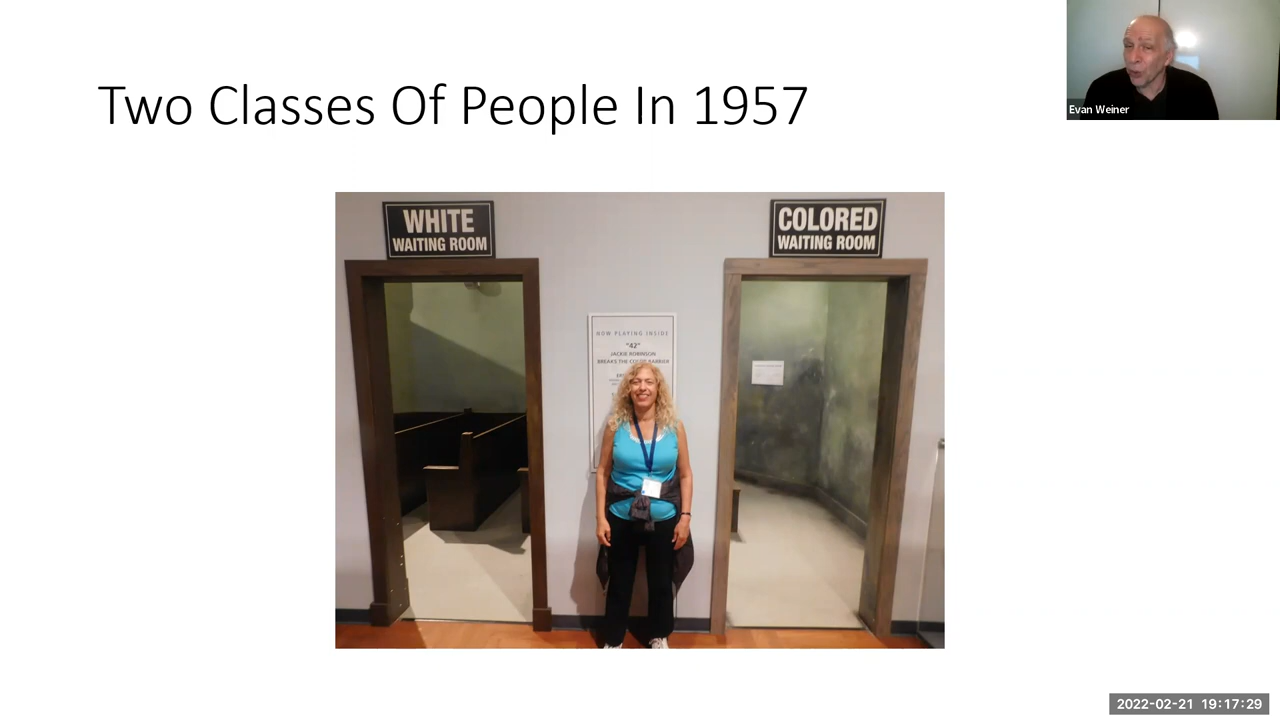 Two Classes Of People In 1957
Evan Weiner
WHITE
WAITING ROOM
COLORED
WAITING ROOM
NOW PLAYING INSIDE
"42"
JACKIE ROBINSON
BREAKS THE COLOR BARRIER
2022-02-21 19:17:29